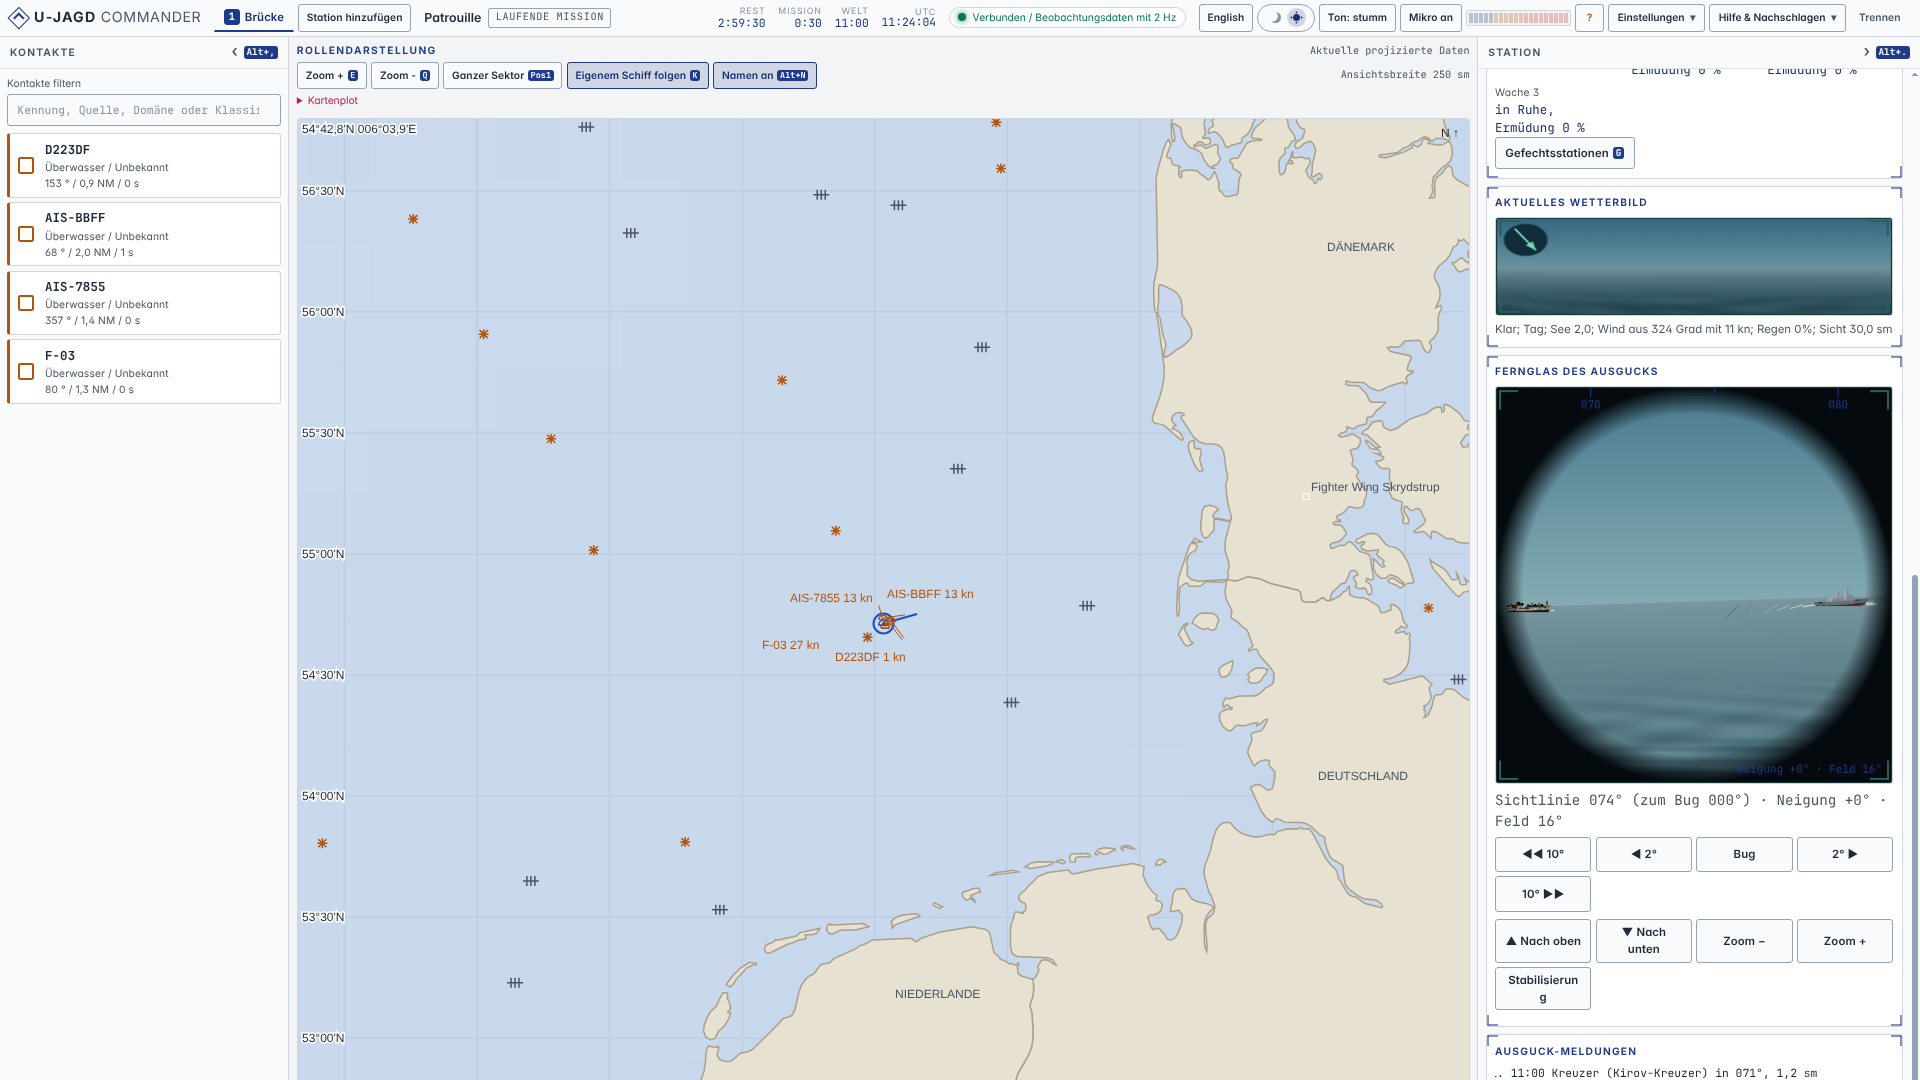 U-JAGD COMMANDER
1 Brücke
Station hinzufügen
Patrouille
LAUFENDE MISSION
REST
2:59:30
MISSION
0:30
WELT
11:00
UTC
11:24:04
Verbunden / Beobachtungsdaten mit 2 Hz
English
Ton: stumm
Mikro an
?
Einstellungen ▾
Hilfe & Nachschlagen ▾
Trennen
KONTAKTE
Alt+,
Kontakte filtern
Kennung, Quelle, Domäne oder Klassi
D223DF
Überwasser / Unbekannt
153 ° / 0,9 NM / 0 s
AIS-BBFF
Überwasser / Unbekannt
68 ° / 2,0 NM / 1 s
AIS-7855
Überwasser / Unbekannt
357 ° / 1,4 NM / 0 s
F-03
Überwasser / Unbekannt
80 ° / 1,3 NM / 0 s
ROLLENDARSTELLUNG
Aktuelle projizierte Daten
Zoom + E
Zoom - Q
Ganzer Sektor Pos1
Eigenem Schiff folgen K
Namen an Alt+N
Ansichtsbreite 250 sm
Kartenplot
54°42,8'N 006°03,9'E
N ↑
56°30'N
DÄNEMARK
56°00'N
55°30'N
Fighter Wing Skrydstrup
55°00'N
AIS-7855 13 kn
AIS-BBFF 13 kn
F-03 27 kn
D223DF 1 kn
54°30'N
DEUTSCHLAND
54°00'N
53°30'N
NIEDERLANDE
53°00'N
STATION
Alt+.
Ermüdung 0 %
Ermüdung 0 %
Wache 3
in Ruhe,
Ermüdung 0 %
Gefechtsstationen G
AKTUELLES WETTERBILD
Klar; Tag; See 2,0; Wind aus 324 Grad mit 11 kn; Regen 0%; Sicht 30,0 sm
FERNGLAS DES AUSGUCKS
070
080
Neigung +0° · Feld 16°
Sichtlinie 074° (zum Bug 000°) · Neigung +0° ·
Feld 16°
◀◀ 10°
◀ 2°
Bug
2° ▶
10° ▶▶
▲ Nach oben
▼ Nach
unten
Zoom −
Zoom +
Stabilisierun
g
AUSGUCK-MELDUNGEN
11:00 Kreuzer (Kirov-Kreuzer) in 071°, 1,2 sm